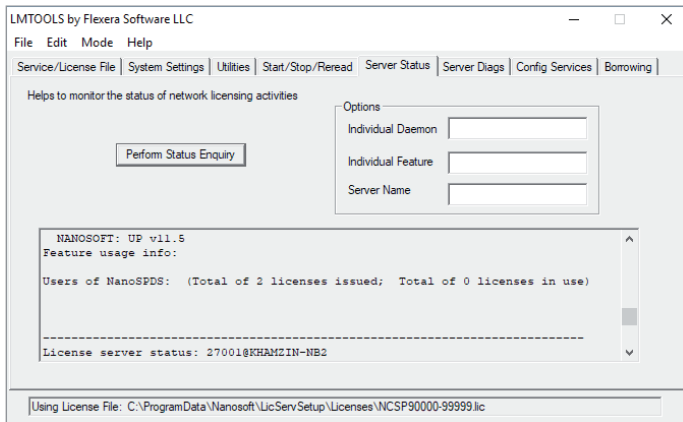 LMTOOLS by Flexera Software LLC
File Edit Mode Help
Service/License File System Settings Utilities Start/Stop/Reread Server Status Server Diags Config Services Borrowing
Helps to monitor the status of network licensing activities
Options
Individual Daemon
Perform Status Enquiry
Individual Feature
Server Name
NANOSOFT: UP v11.5
Feature usage info:
Users of NanoSPDS: (Total of 2 licenses issued; Total of 0 licenses in use)
--------------------------------------------------------------------------
License server status: 27001@KHAMZIN-NB2
Using License File: C:\ProgramData\Nanosoft\LicServSetup\Licenses\NCSP90000-99999.lic